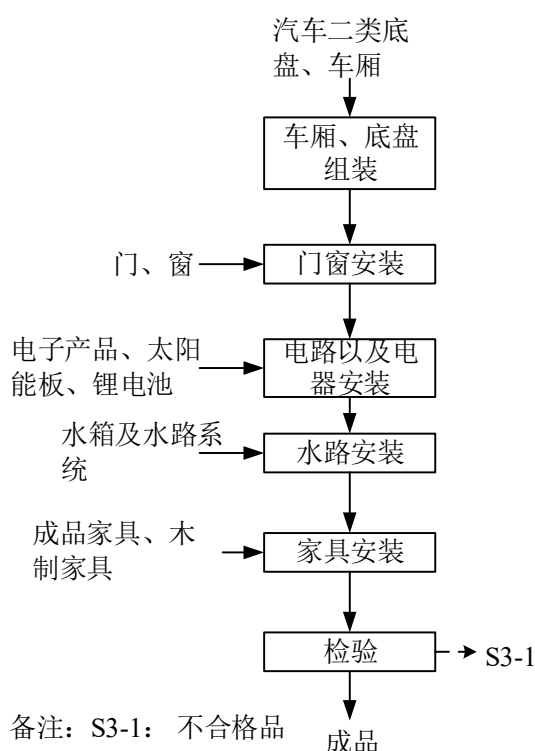 汽车二类底
盘、车厢
车厢、底盘
组装
门、窗
门窗安装
电子产品、太阳
能板、锂电池
电路以及电
器安装
水箱及水路系
统
水路安装
成品家具、木
制家具
家具安装
检验
S3-1
备注：S3-1： 不合格品
成品